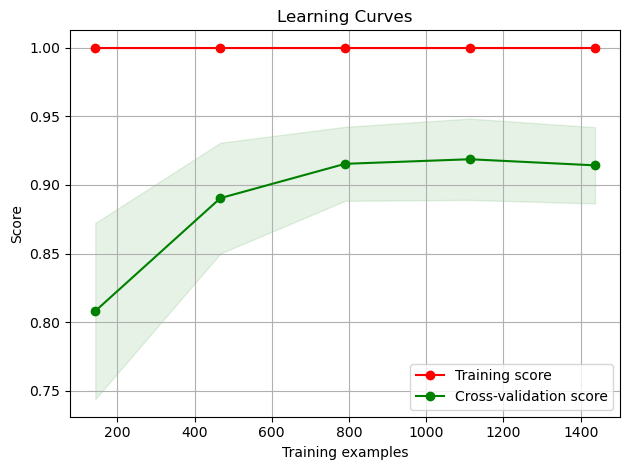 Learning Curves
1.00
0.95
0.90
0.85
0.80
0.75
Score
200 400 600 800 1000 1200 1400
Training examples
Training score
Cross-validation score